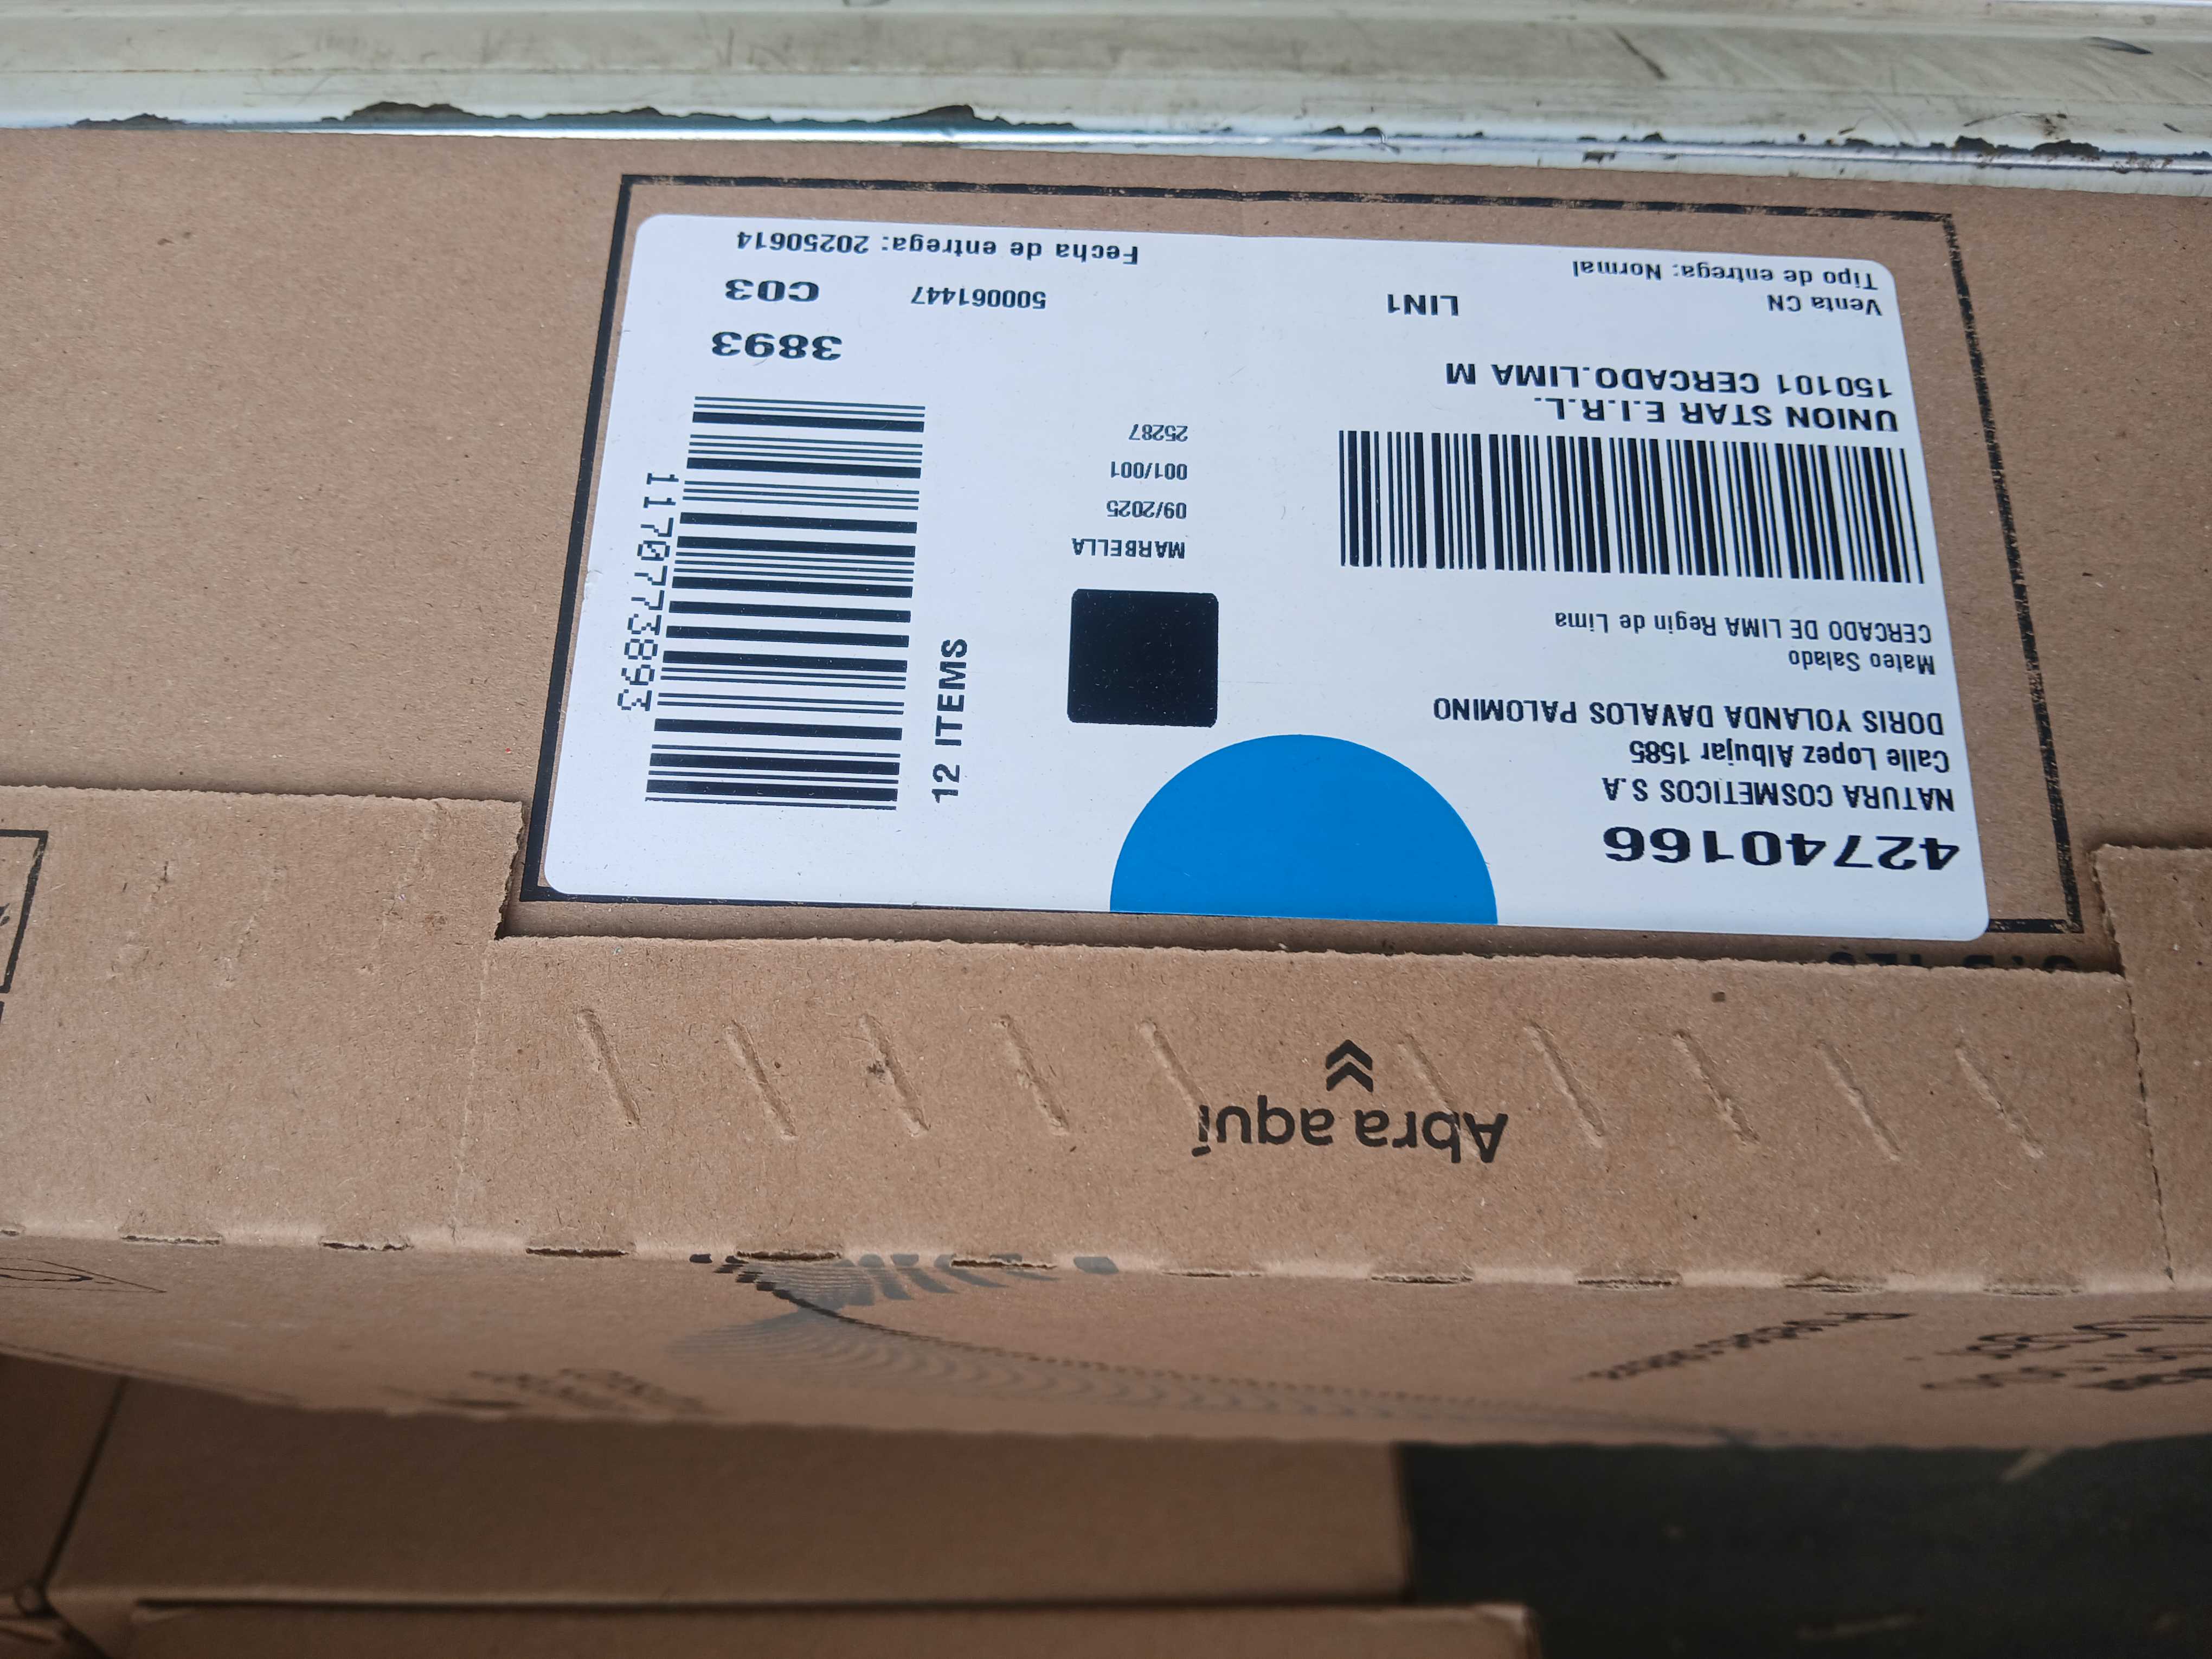 42740166
NATURA COSMETICOS S.A
Calle Lopez Albujar 1585
DORIS YOLANDA DAVALOS PALOMINO
Mateo Salado
CERCADO DE LIMA Regin de Lima
UNION STAR E.I.R.L.
150101 CERCADO.LIMA M
Venta CN
LIN1
Tipo de entrega: Normal
MARBELLA
09/2025
001/001
25287
12 ITEMS
1170773893
3893
500061447
C03
Fecha de entrega: 20250614
Abra aquí